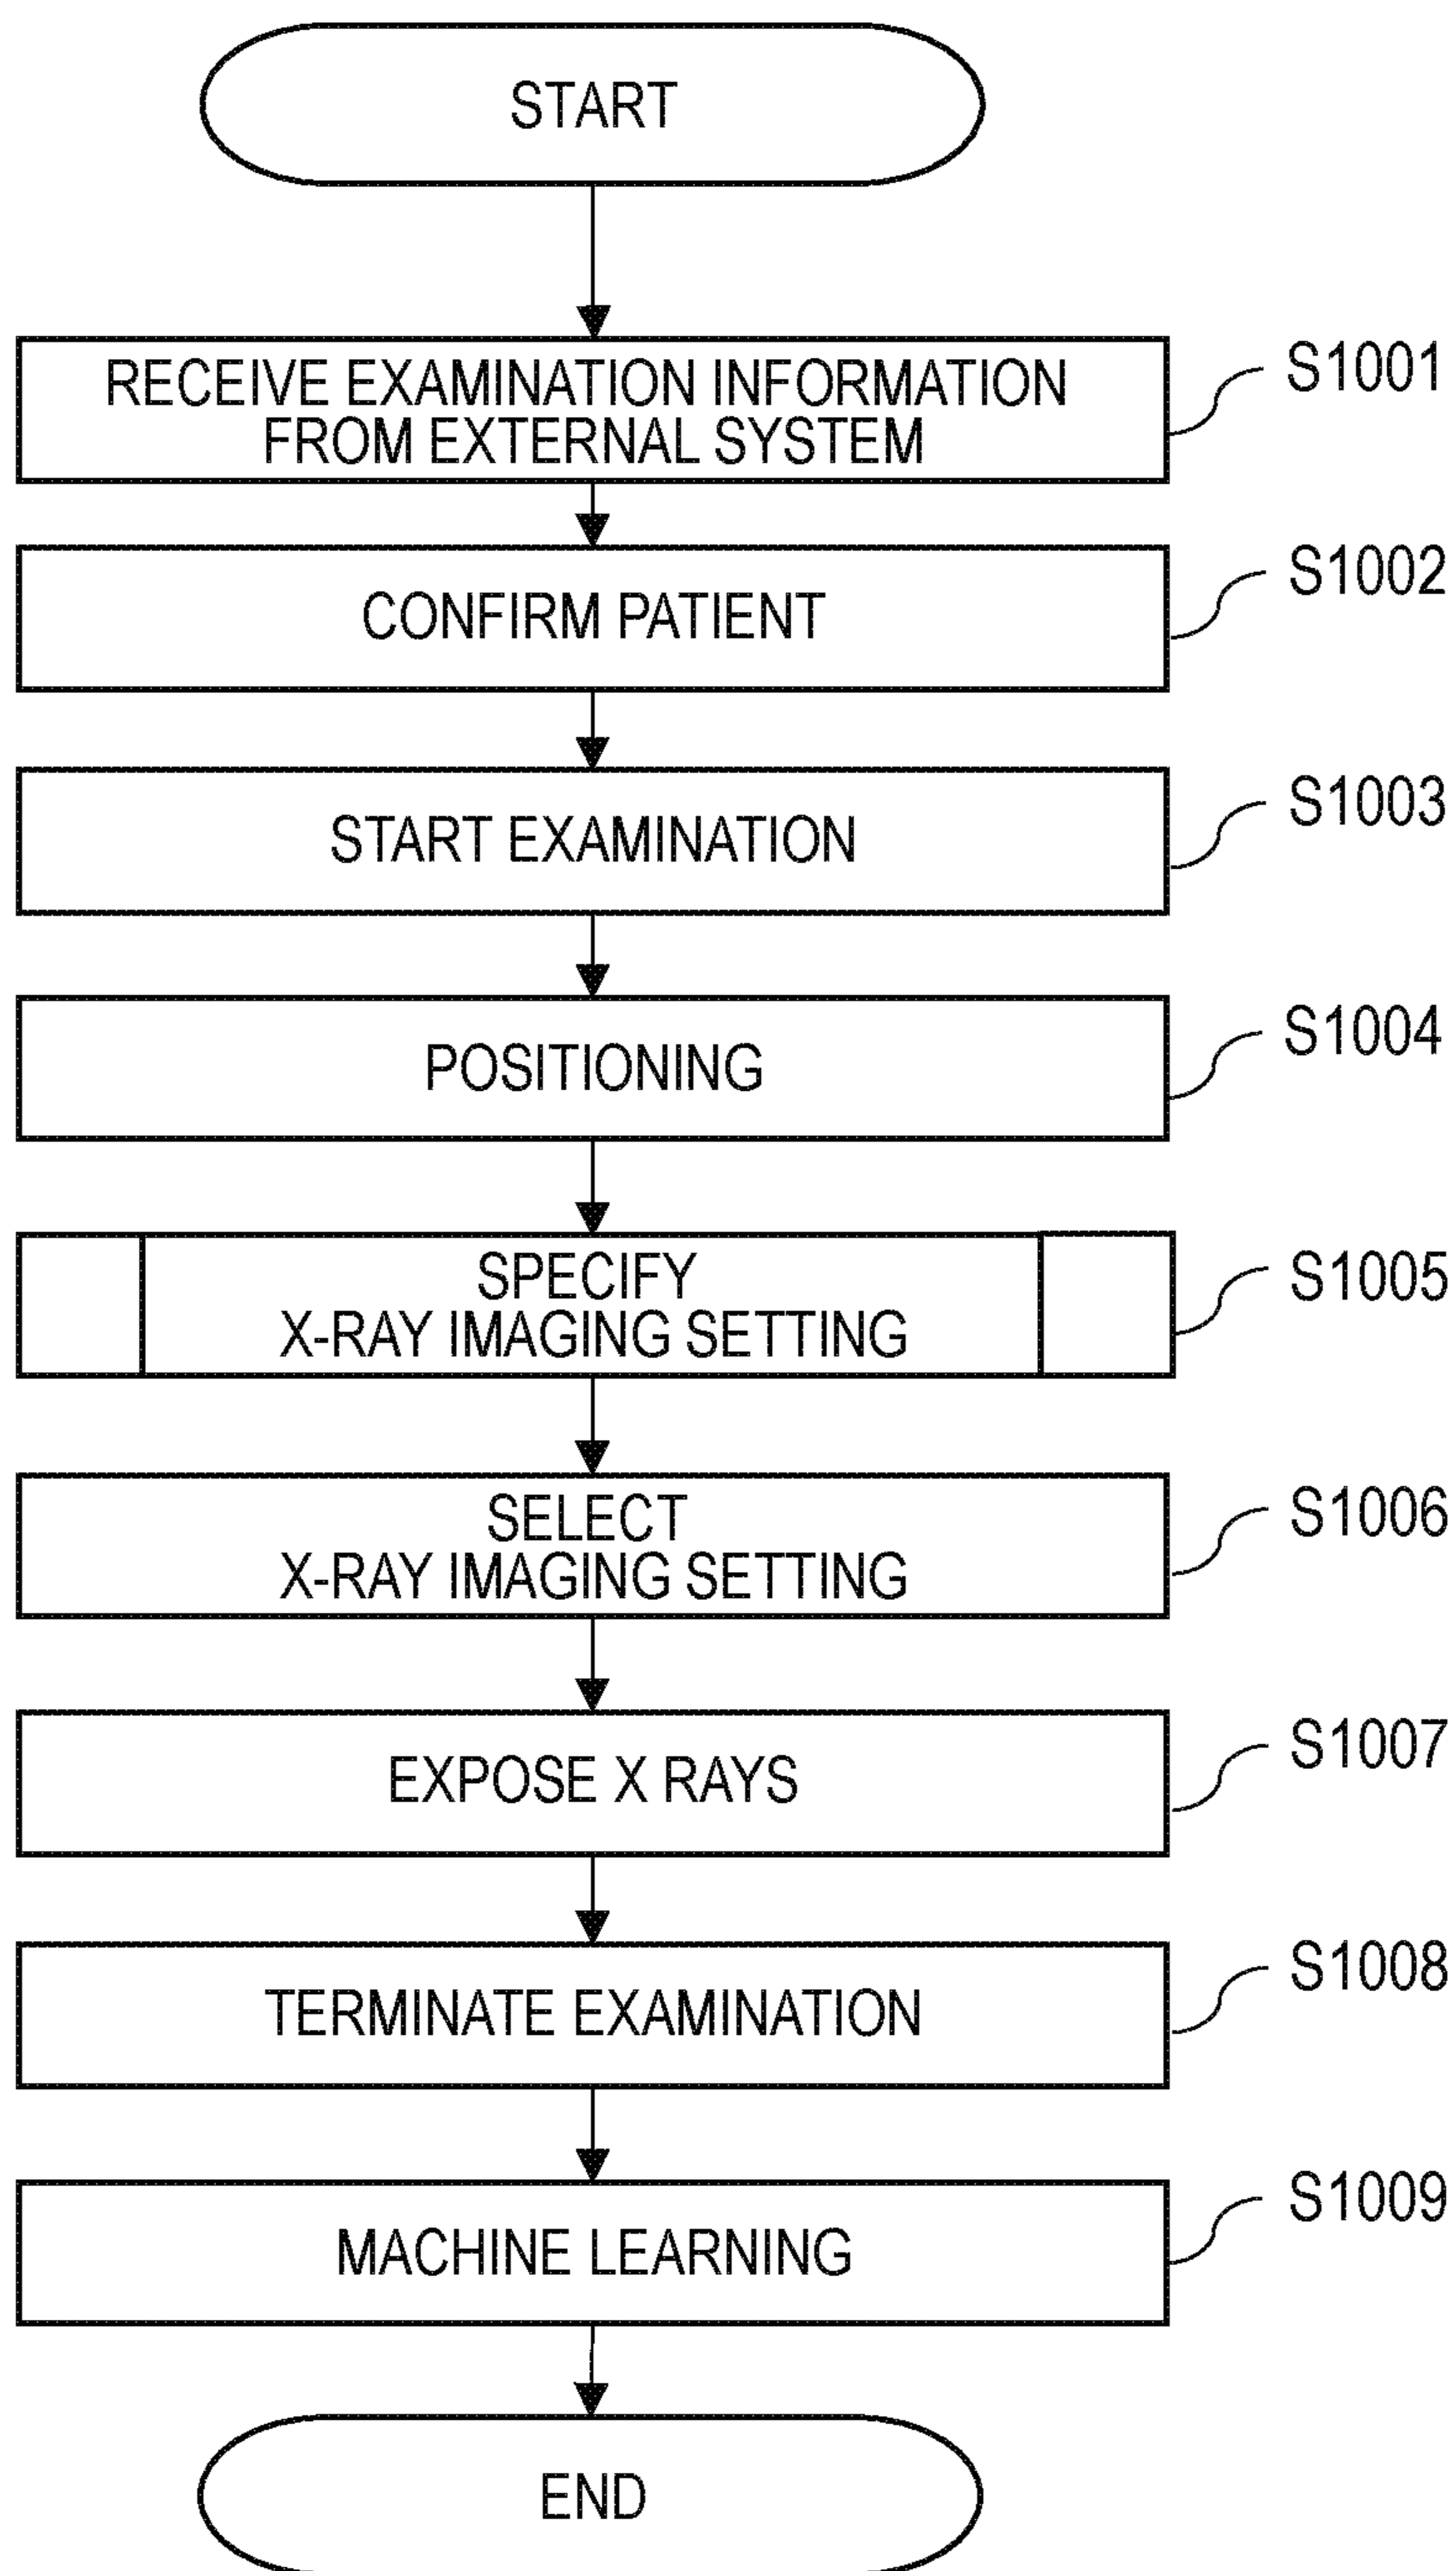 START
RECEIVE EXAMINATION INFORMATION
FROM EXTERNAL SYSTEM
S1001
CONFIRM PATIENT
S1002
START EXAMINATION
S1003
POSITIONING
S1004
SPECIFY
X-RAY IMAGING SETTING
S1005
SELECT
X-RAY IMAGING SETTING
S1006
EXPOSE X RAYS
S1007
TERMINATE EXAMINATION
S1008
MACHINE LEARNING
S1009
END